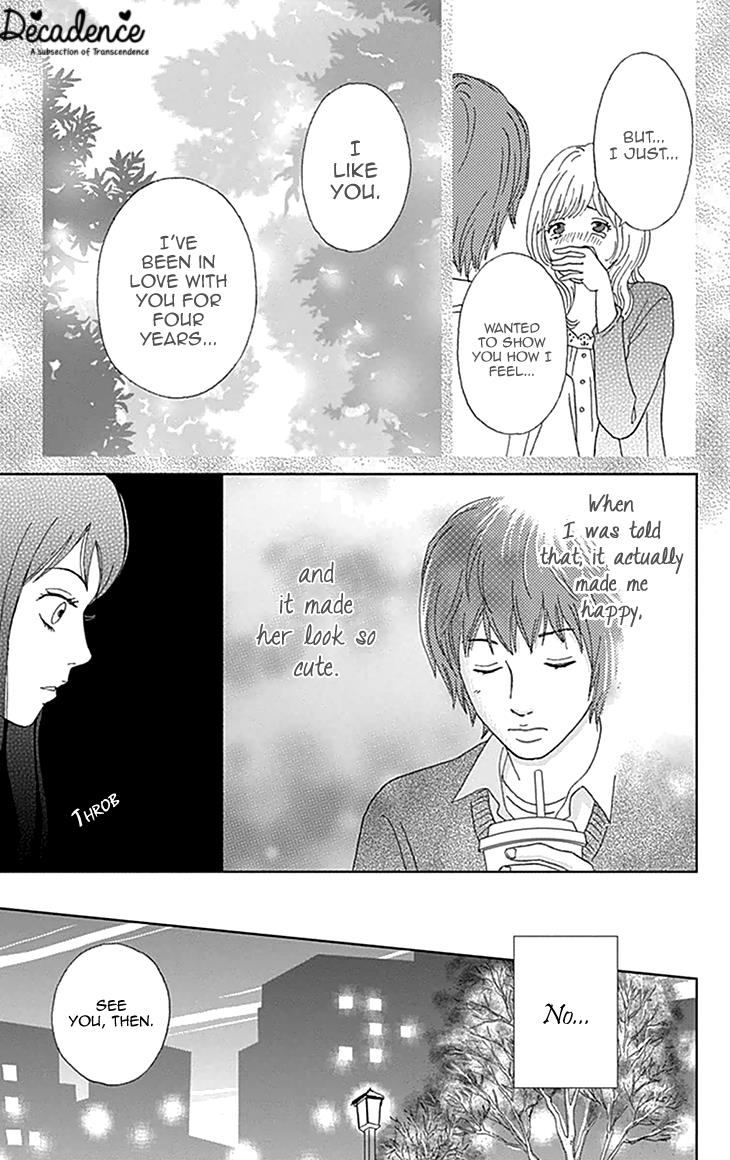 Decadence
A subsection of Transcendence
BUT...
I JUST...
WANTED
TO SHOW
YOU HOW I
FEEL...
I
LIKE
YOU.
I'VE
BEEN IN
LOVE WITH
YOU FOR
FOUR
YEARS...
When
I was told
that, it actually
made me
happy,
and
it made
her look so
cute.
THROB
No...
SEE
YOU, THEN.